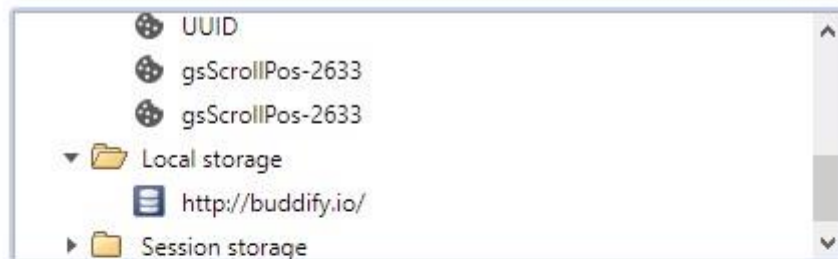 UUID
gsScrollPos-2633
gsScrollPos-2633
Local storage
http://buddify.io/
Session storage